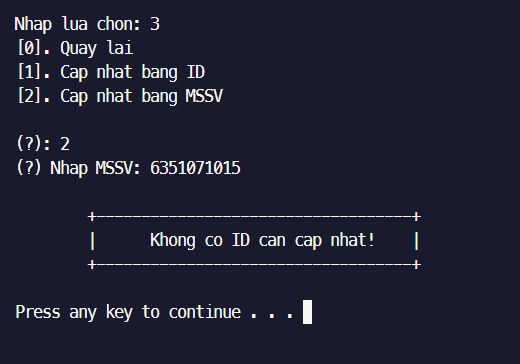 Nhap lua chon: 3
[0]. Quay lai
[1]. Cap nhat bang ID
[2]. Cap nhat bang MSSV
(?): 2
(?) Nhap MSSV: 6351071015
+-----------------------------------+
|      Khong co ID can cap nhat!    |
+-----------------------------------+
Press any key to continue . . .